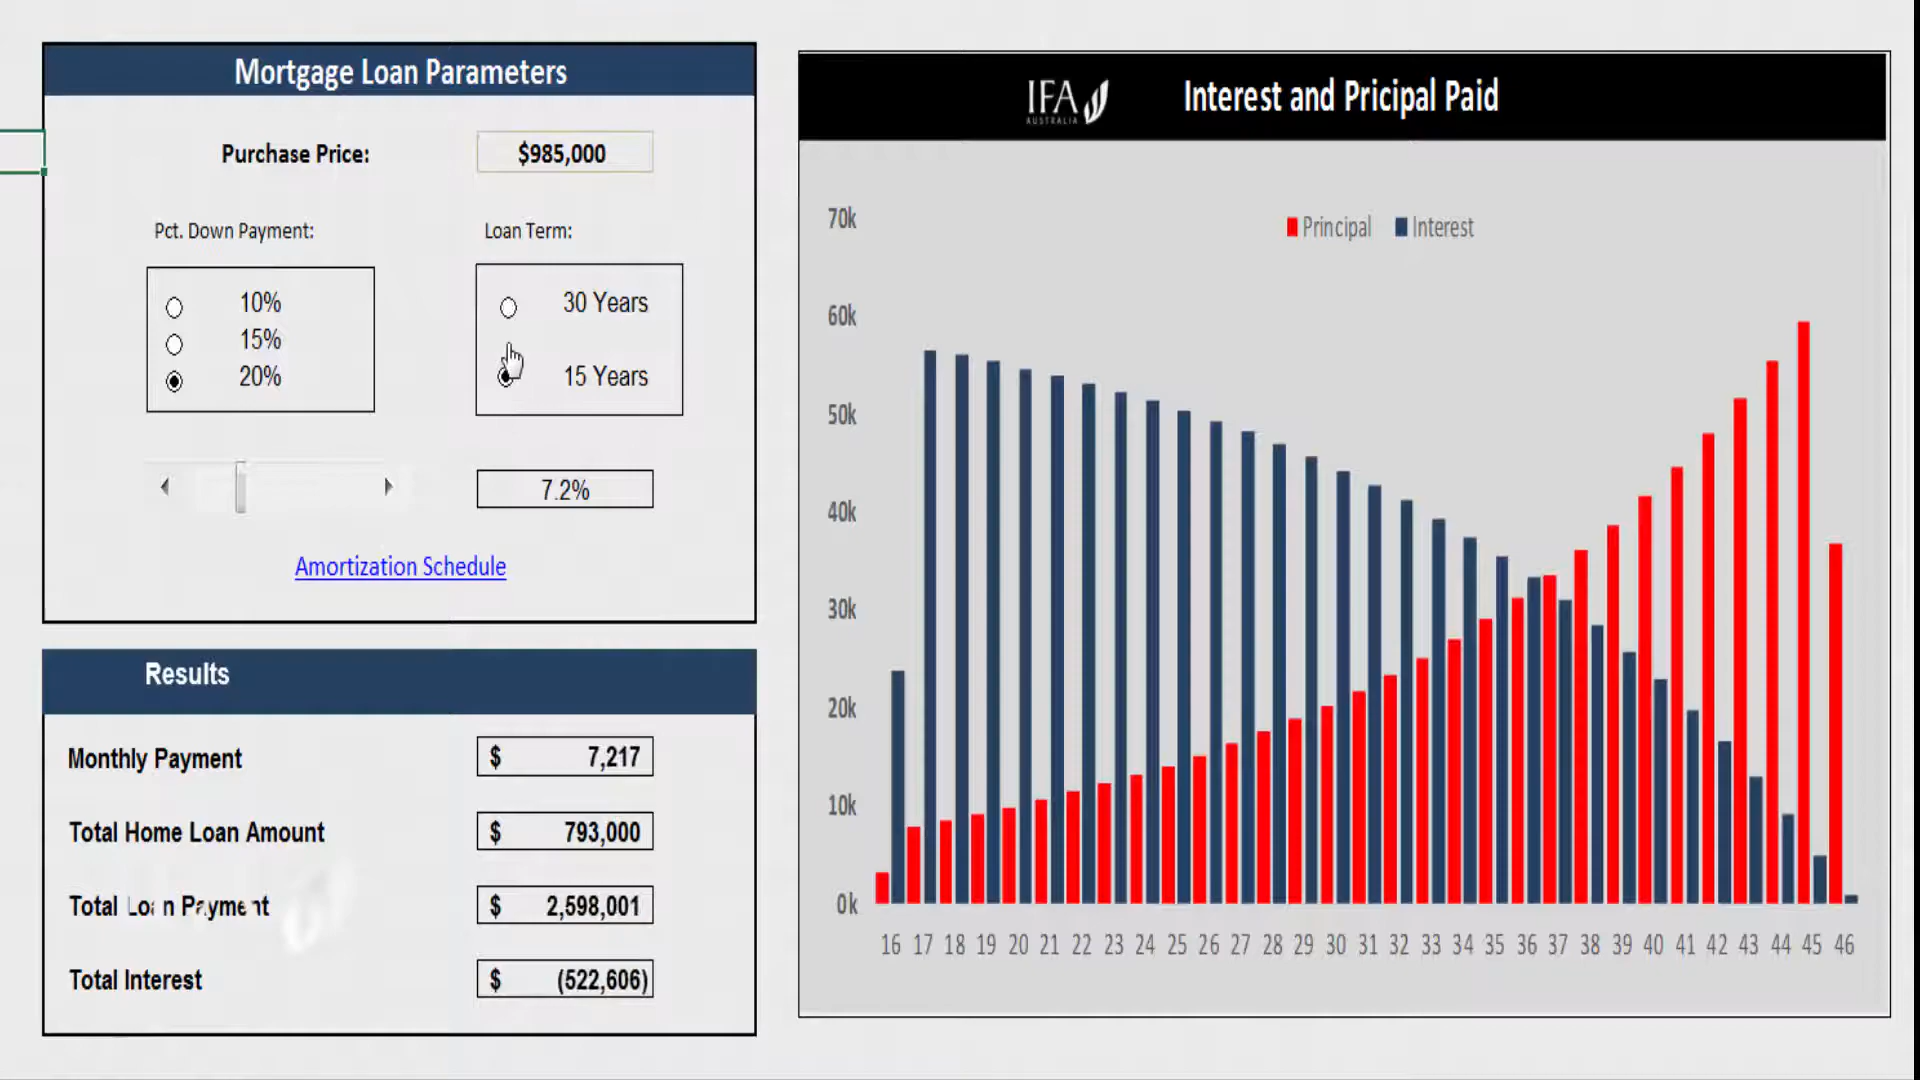 Mortgage Loan Parameters
Purchase Price:
$985,000
Pct. Down Payment:
Loan Term:
10%
15%
20%
30 Years
15 Years
7.2%
Amortization Schedule
Results
Monthly Payment
$ 7,217
Total Home Loan Amount
$ 793,000
Total Loan Payment
$ 2,598,001
Total Interest
$ (522,606)
IFA
AUSTRALIA
Interest and Pricipal Paid
Principal Interest
70k
60k
50k
40k
30k
20k
10k
0k
16 17 18 19 20 21 22 23 24 25 26 27 28 29 30 31 32 33 34 35 36 37 38 39 40 41 42 43 44 45 46